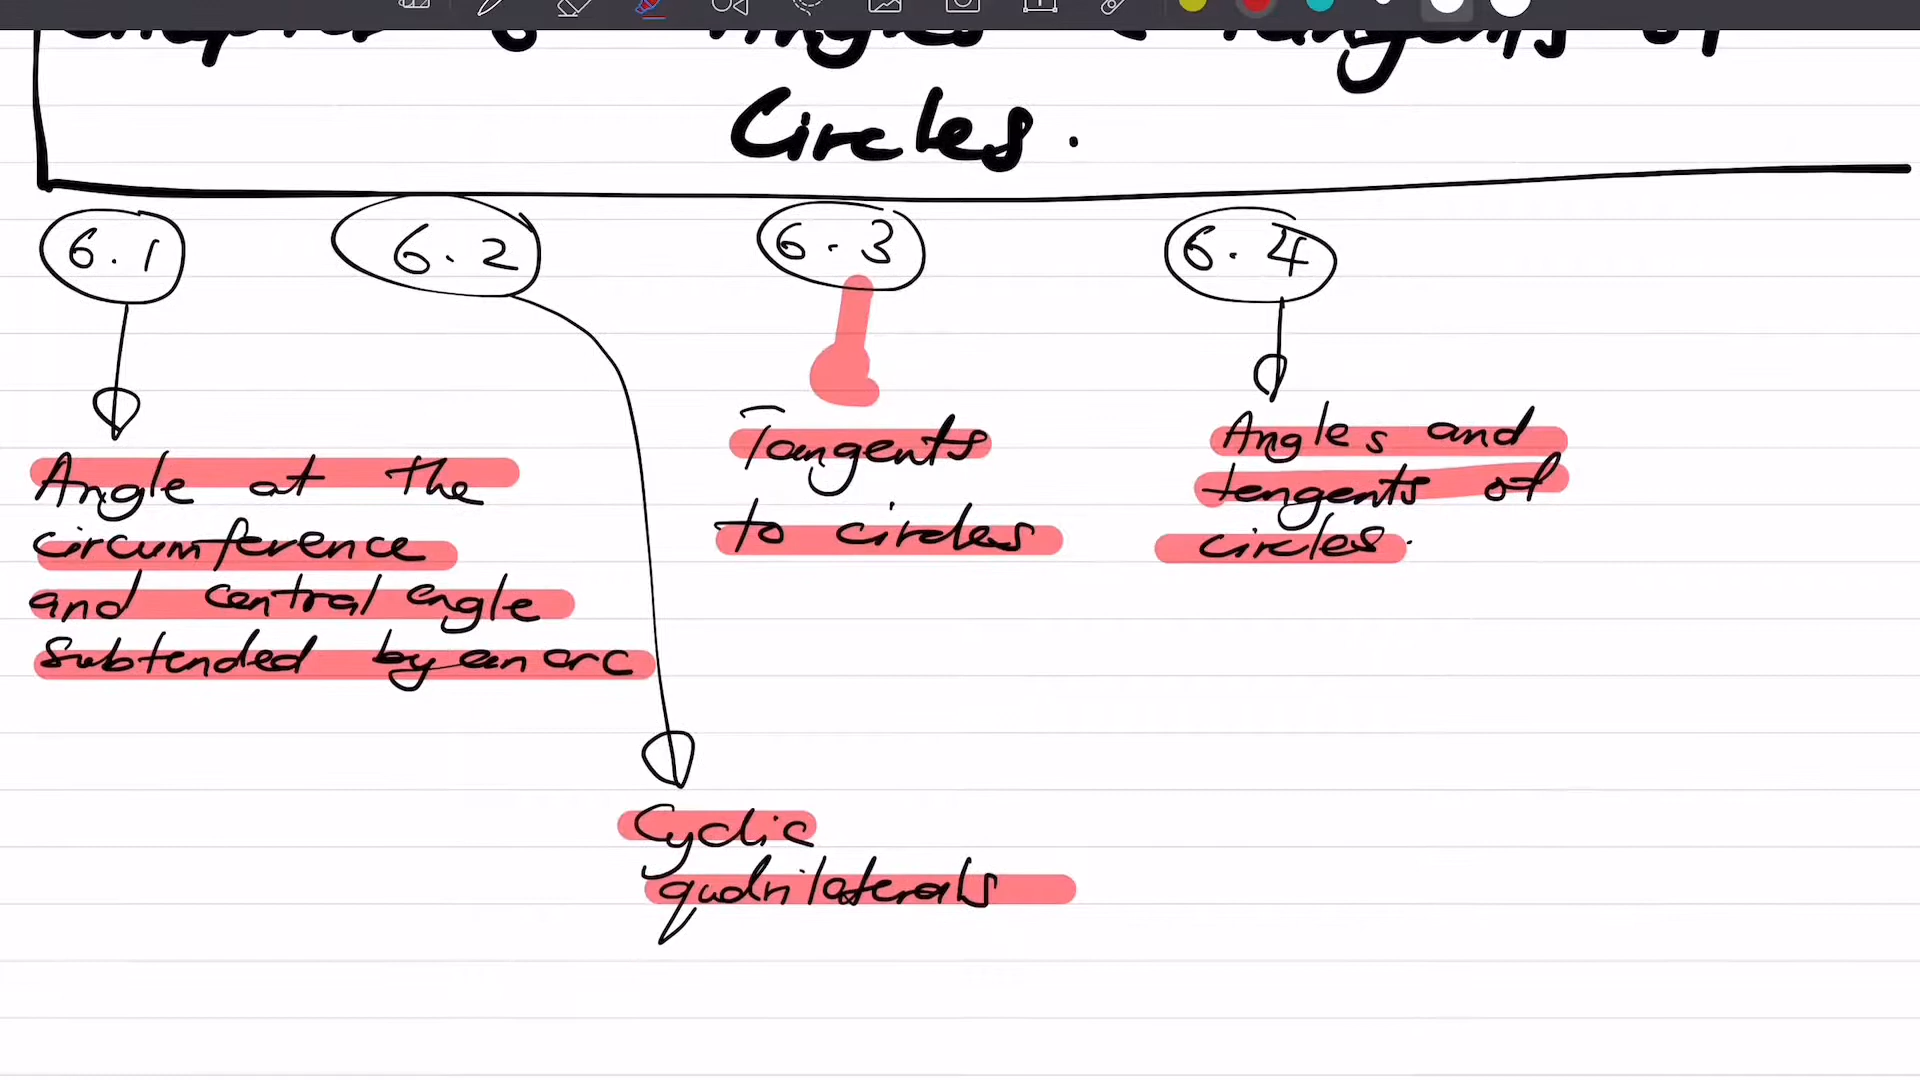 Circles.
6.1
6.2
6.3
6.4
Angle at the
circumference
and central angle
subtended by an arc
Cyclic
qudrilaterals
Tangents
to circles
Angles and
tengents of
circles.